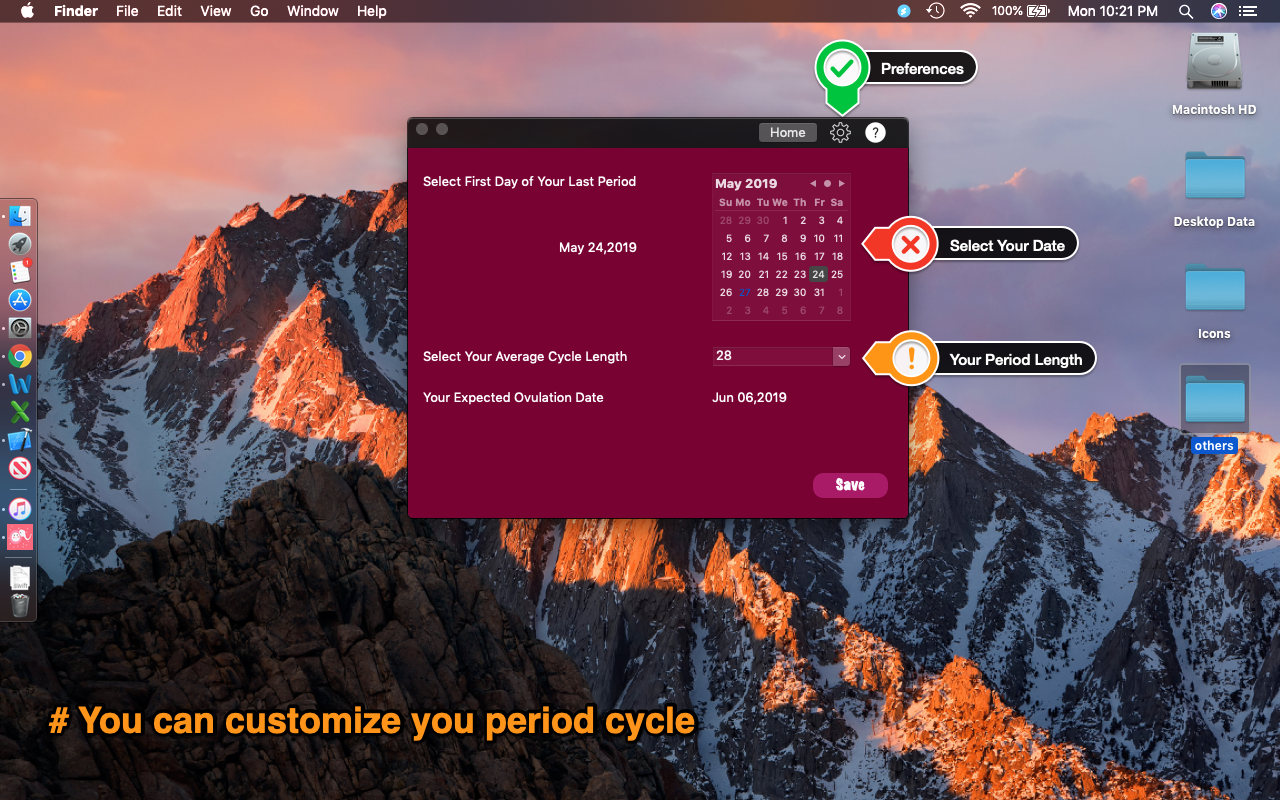 Finder File Edit View Go Window Help 100% Mon 10:21 PM
Preferences
Macintosh HD
Home ?
Select First Day of Your Last Period
May 2019
Su Mo Tu We Th Fr Sa
28 29 30 1 2 3 4
5 6 7 8 9 10 11
12 13 14 15 16 17 18
19 20 21 22 23 24 25
26 27 28 29 30 31 1
2 3 4 5 6 7 8
May 24,2019
Select Your Date
Desktop Data
Icons
Select Your Average Cycle Length 28
Your Period Length
Your Expected Ovulation Date Jun 06,2019
others
Save
# You can customize you period cycle